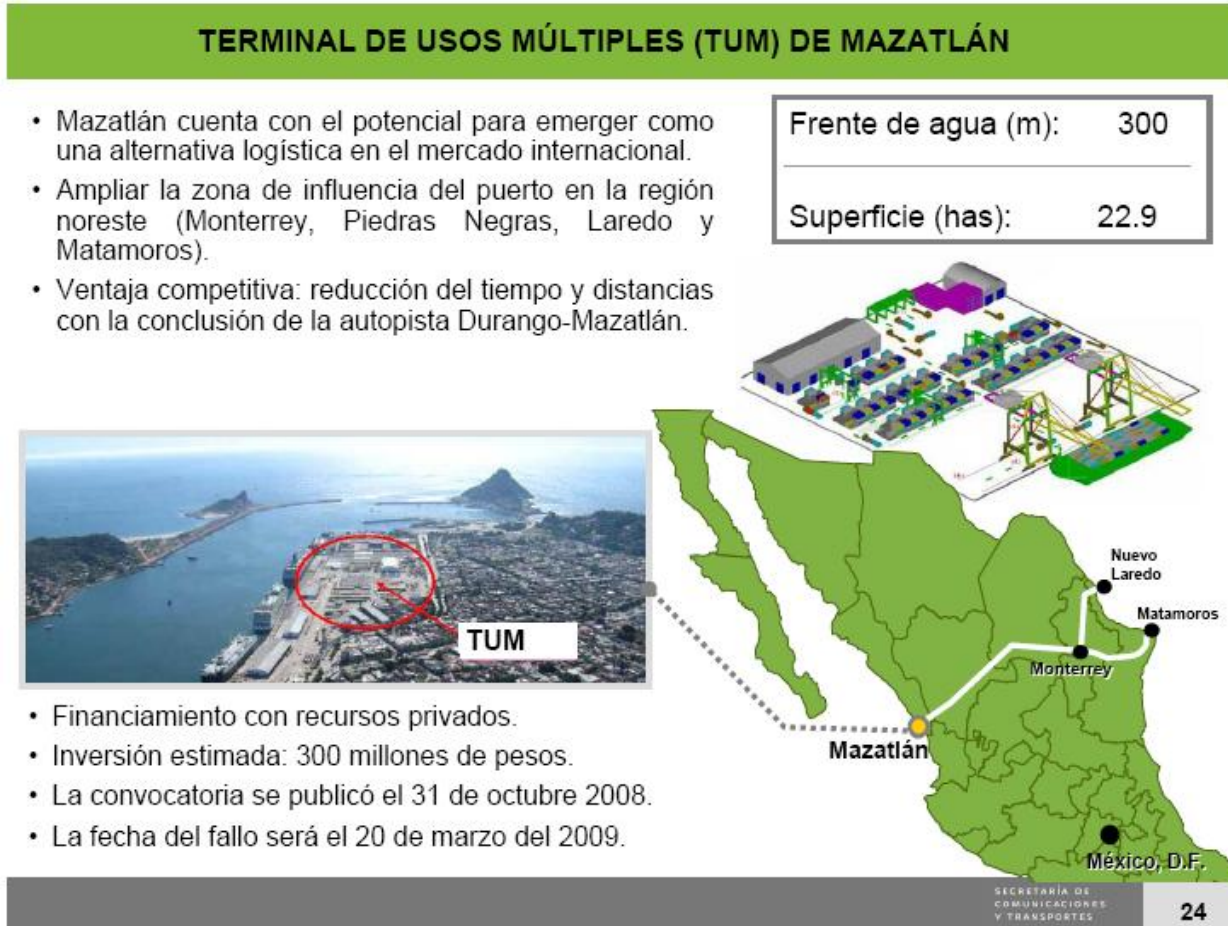 TERMINAL DE USOS MÚLTIPLES (TUM) DE MAZATLÁN
• Mazatlán cuenta con el potencial para emerger como
una alternativa logística en el mercado internacional.
• Ampliar la zona de influencia del puerto en la región
noreste (Monterrey, Piedras Negras, Laredo y
Matamoros).
• Ventaja competitiva: reducción del tiempo y distancias
con la conclusión de la autopista Durango-Mazatlán.
Frente de agua (m): 300
Superficie (has): 22.9
TUM
Nuevo
Laredo
Matamoros
Monterrey
Mazatlán
México, D.F.
• Financiamiento con recursos privados.
• Inversión estimada: 300 millones de pesos.
• La convocatoria se publicó el 31 de octubre 2008.
• La fecha del fallo será el 20 de marzo del 2009.
SECRETARÍA DE
COMUNICACIONES
Y TRANSPORTES
24